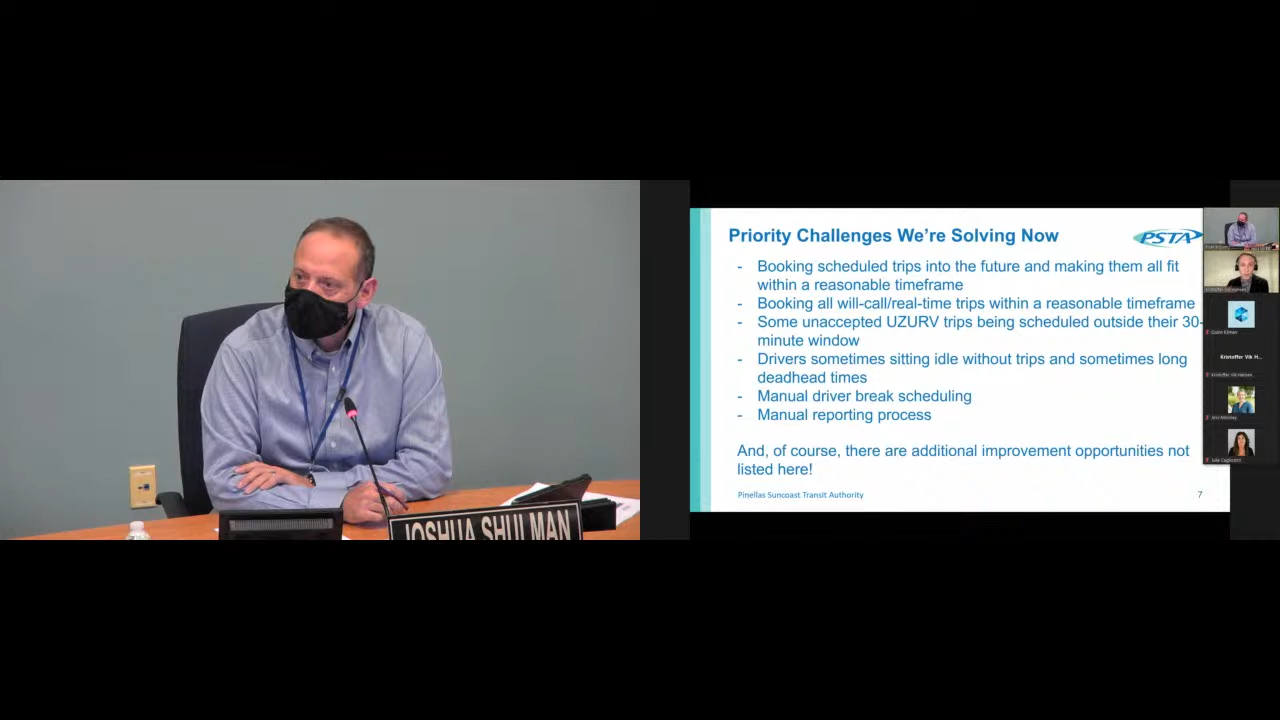 JOSHUA SHULMAN
Priority Challenges We're Solving Now
PSTA
- Booking scheduled trips into the future and making them all fit
within a reasonable timeframe
- Booking all will-call/real-time trips within a reasonable timeframe
- Some unaccepted UZURV trips being scheduled outside their 30-
minute window
- Drivers sometimes sitting idle without trips and sometimes long
deadhead times
- Manual driver break scheduling
- Manual reporting process
And, of course, there are additional improvement opportunities not
listed here!
Pinellas Suncoast Transit Authority
7
Kristoffer Vik H...